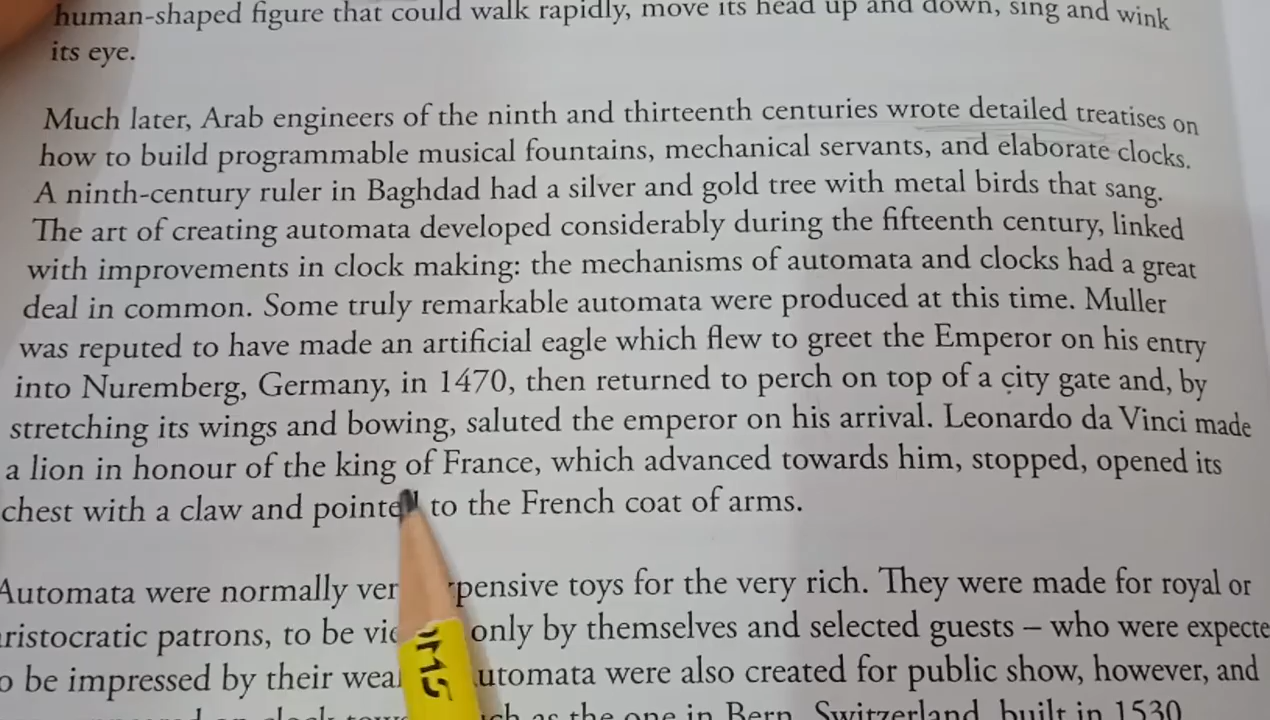 human-shaped figure that could walk rapidly, move its head up and down, sing and wink
its eye.
Much later, Arab engineers of the ninth and thirteenth centuries wrote detailed treatises on
how to build programmable musical fountains, mechanical servants, and elaborate clocks.
A ninth-century ruler in Baghdad had a silver and gold tree with metal birds that sang.
The art of creating automata developed considerably during the fifteenth century, linked
with improvements in clock making: the mechanisms of automata and clocks had a great
deal in common. Some truly remarkable automata were produced at this time. Muller
was reputed to have made an artificial eagle which flew to greet the Emperor on his entry
into Nuremberg, Germany, in 1470, then returned to perch on top of a city gate and, by
stretching its wings and bowing, saluted the emperor on his arrival. Leonardo da Vinci made
a lion in honour of the king of France, which advanced towards him, stopped, opened its
chest with a claw and pointed to the French coat of arms.
Automata were normally toys for the very rich. They were made for royal or
patrons, to be only by themselves and selected guests – who were
be impressed by their were also created for public show, however, and
as the one in Bern, Switzerland, built in 1530